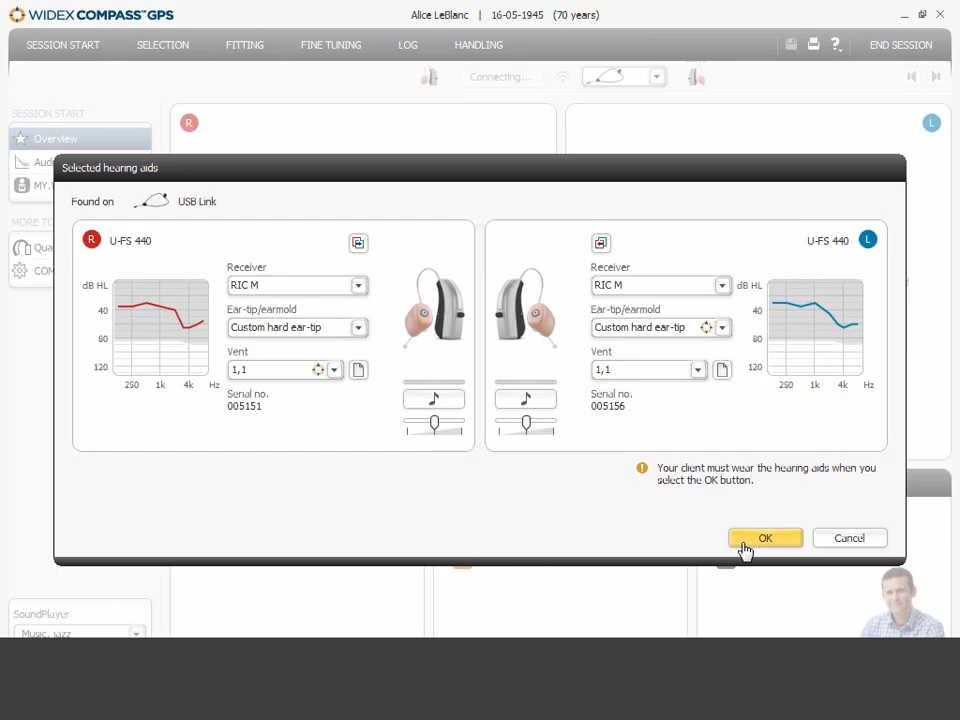 WIDEX COMPASS™ GPS
Alice LeBlanc | 16-05-1945 (70 years)
SESSION START SELECTION FITTING FINE TUNING LOG HANDLING END SESSION
Connecting...
SESSION START
R L
Overview
Selected hearing aids
Found on USB Link
R U-FS 440
Receiver
RIC M
Ear-tip/earmold
Custom hard ear-tip
Vent
1,1
Serial no.
005151
dB HL
40
80
120
250 1k 4k Hz
U-FS 440 L
Receiver
RIC M
Ear-tip/earmold
Custom hard ear-tip
Vent
1,1
Serial no.
005156
dB HL
40
80
120
250 1k 4k Hz
Your client must wear the hearing aids when you
select the OK button.
OK Cancel
SoundPlayer
Music, jazz